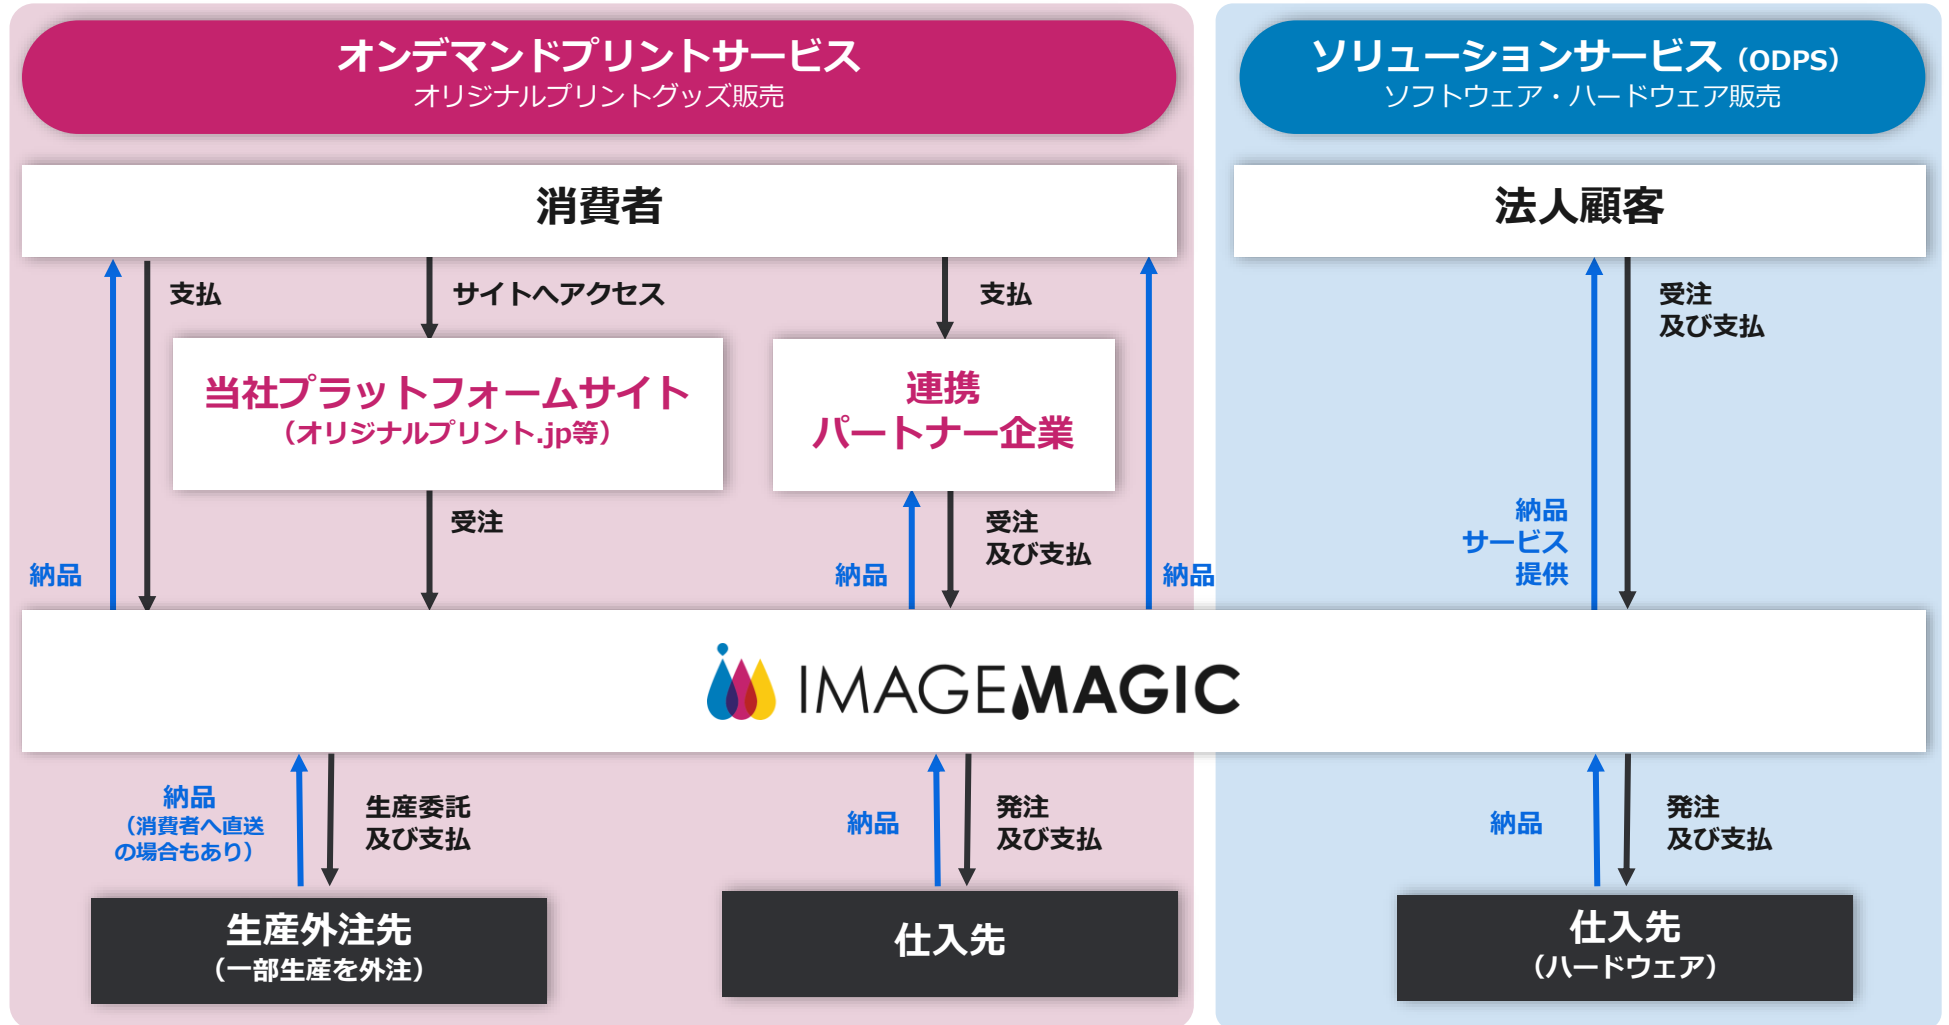 オンデマンドプリントサービス
オリジナルプリントグッズ販売
ソリューションサービス（ODPS）
ソフトウェア・ハードウェア販売
消費者
法人顧客
支払
サイトへアクセス
支払
受注
及び支払
当社プラットフォームサイト
（オリジナルプリント.jp等）
連携
パートナー企業
納品
受注
納品
受注
及び支払
納品
納品
サービス
提供
IMAGEMAGIC
納品
（消費者へ直送
の場合もあり）
生産委託
及び支払
納品
発注
及び支払
納品
発注
及び支払
生産外注先
（一部生産を外注）
仕入先
仕入先
（ハードウェア）